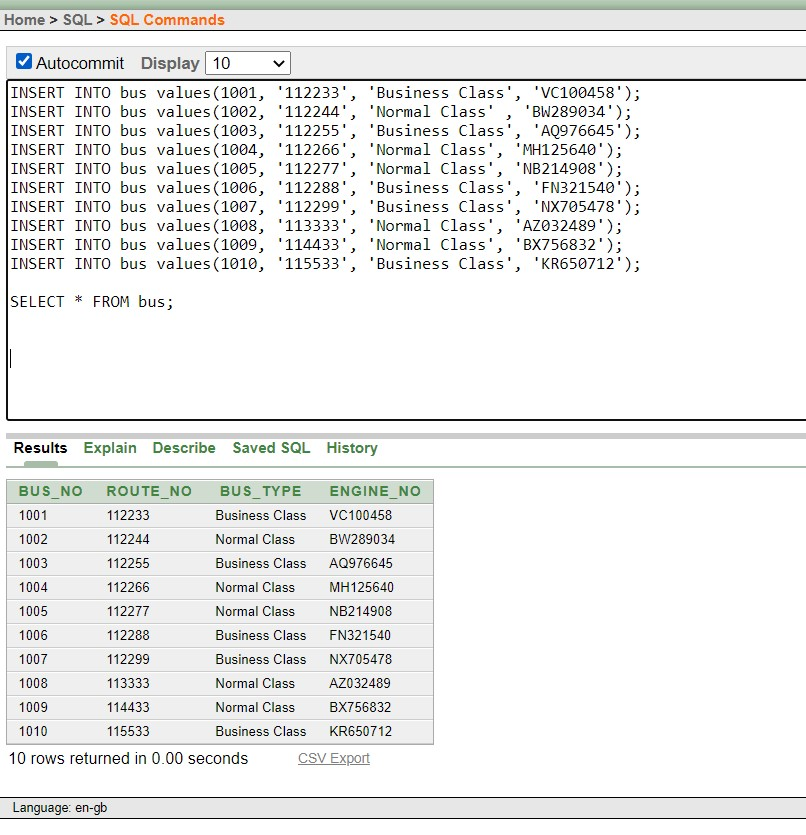 Home > SQL > SQL Commands
Autocommit Display 10
INSERT INTO bus values(1001, '112233', 'Business Class', 'VC100458');
INSERT INTO bus values(1002, '112244', 'Normal Class' , 'BW289034');
INSERT INTO bus values(1003, '112255', 'Business Class', 'AQ976645');
INSERT INTO bus values(1004, '112266', 'Normal Class', 'MH125640');
INSERT INTO bus values(1005, '112277', 'Normal Class', 'NB214908');
INSERT INTO bus values(1006, '112288', 'Business Class', 'FN321540');
INSERT INTO bus values(1007, '112299', 'Business Class', 'NX705478');
INSERT INTO bus values(1008, '113333', 'Normal Class', 'AZ032489');
INSERT INTO bus values(1009, '114433', 'Normal Class', 'BX756832');
INSERT INTO bus values(1010, '115533', 'Business Class', 'KR650712');
SELECT * FROM bus;
Results Explain Describe Saved SQL History
BUS_NO ROUTE_NO BUS_TYPE ENGINE_NO
1001 112233 Business Class VC100458
1002 112244 Normal Class BW289034
1003 112255 Business Class AQ976645
1004 112266 Normal Class MH125640
1005 112277 Normal Class NB214908
1006 112288 Business Class FN321540
1007 112299 Business Class NX705478
1008 113333 Normal Class AZ032489
1009 114433 Normal Class BX756832
1010 115533 Business Class KR650712
10 rows returned in 0.00 seconds CSV Export
Language: en-gb